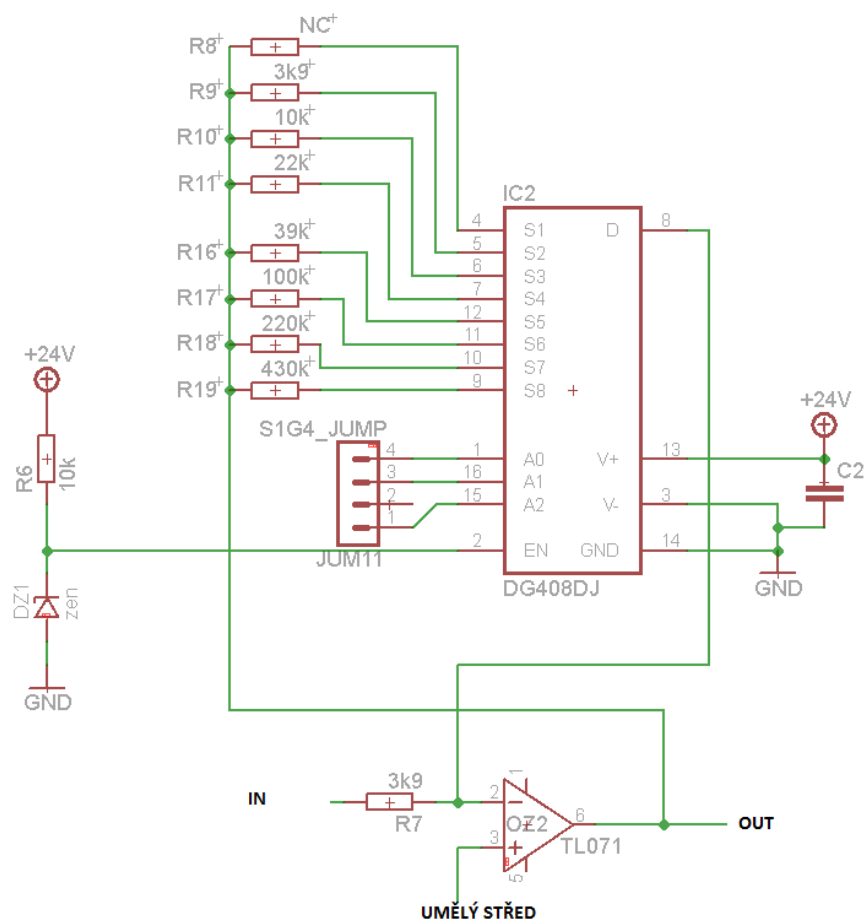 R8 NC
R9 3k9
R10 10k
R11 22k
R16 39k
R17 100k
R18 220k
R19 430k
IC2
4 S1 D 8
5 S2
6 S3
7 S4
12 S5
11 S6
10 S7
9 S8
1 A0 V+ 13
16 A1
15 A2 V- 3
2 EN GND 14
DG408DJ
+24V
R6 10k
DZ1 zen
GND
S1G4_JUMP
4
3
2
1
JUM11
+24V
C2
GND
IN
3k9
R7
2
3
1
5
6
OZ2
TL071
OUT
UMĚLÝ STŘED